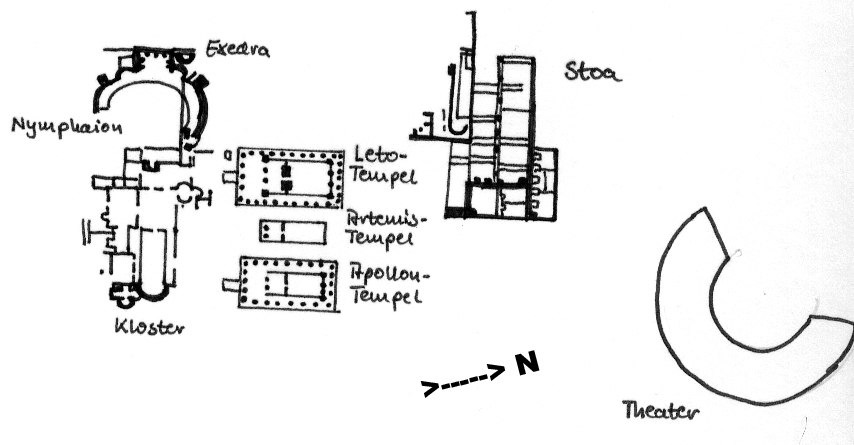 Exedra
Stoa
Nymphaion
Leto-
Tempel
Artemis-
Tempel
Apollon-
Tempel
Kloster
N
Theater